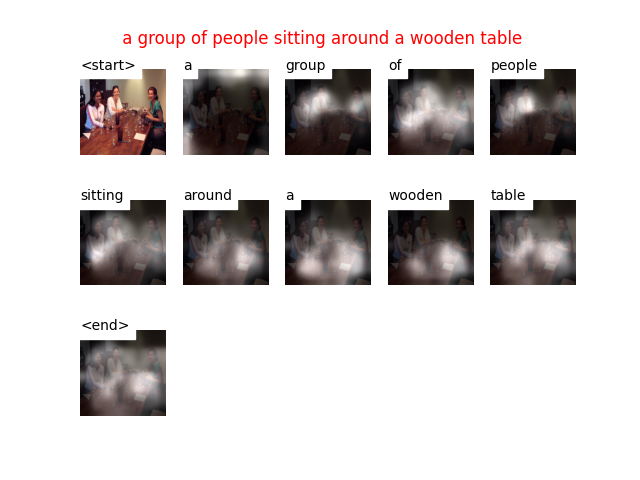 a group of people sitting around a wooden table
<start> a group of people
sitting around a wooden table
<end>